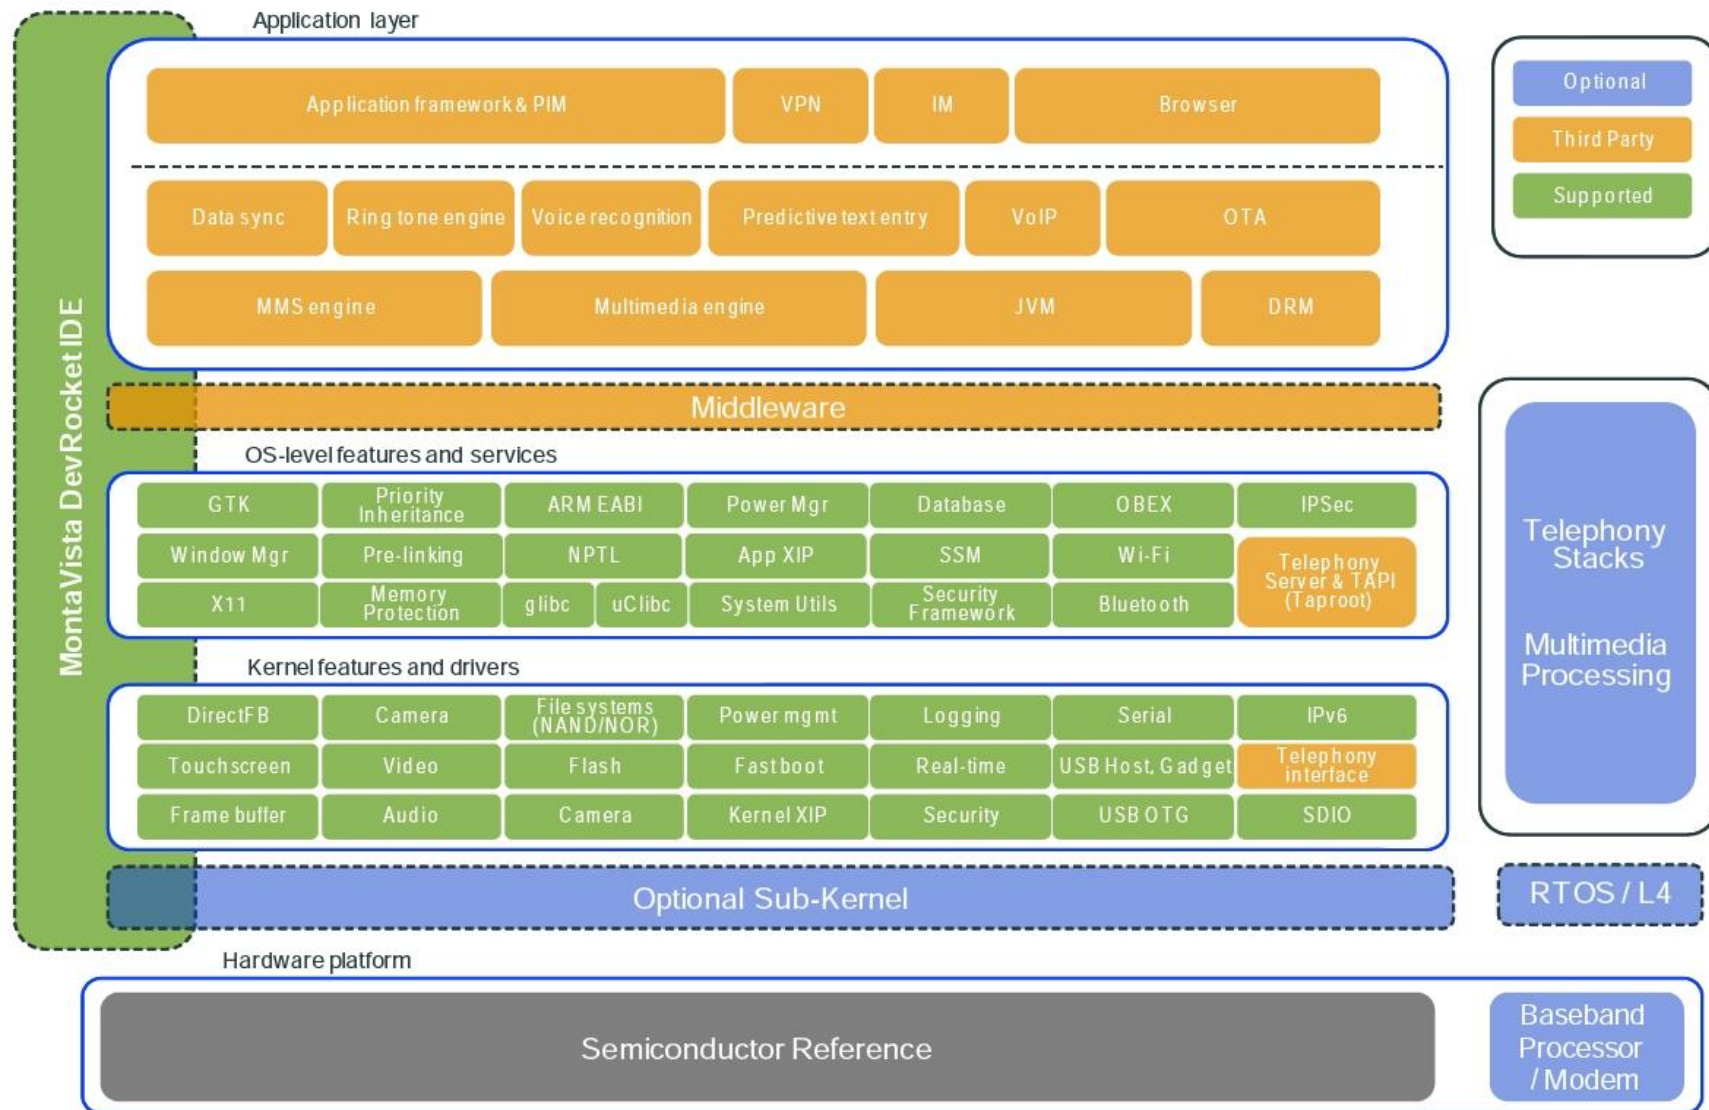 Application layer
Application framework & PIM
VPN
IM
Browser
Data sync
Ring tone engine
Voice recognition
Predictive text entry
VoIP
OTA
MMS engine
Multimedia engine
JVM
DRM
MontaVista DevRocket IDE
Middleware
OS-level features and services
GTK
Priority
Inheritance
ARM EABI
Power Mgr
Database
OBEX
IPSec
Window Mgr
Pre-linking
NPTL
App XIP
SSM
Wi-Fi
Telephony
Server & TAPI
(Taproot)
X11
Memory
Protection
glibc
uClibc
System Utils
Security
Framework
Bluetooth
Kernel features and drivers
DirectFB
Camera
File systems
(NAND/NOR)
Power mgmt
Logging
Serial
IPv6
Touchscreen
Video
Flash
Fastboot
Real-time
USB Host, Gadget
Telephony
interface
Frame buffer
Audio
Camera
Kernel XIP
Security
USB OTG
SDIO
Optional Sub-Kernel
Hardware platform
Semiconductor Reference
Optional
Third Party
Supported
Telephony
Stacks
Multimedia
Processing
RTOS / L4
Baseband
Processor
/ Modem